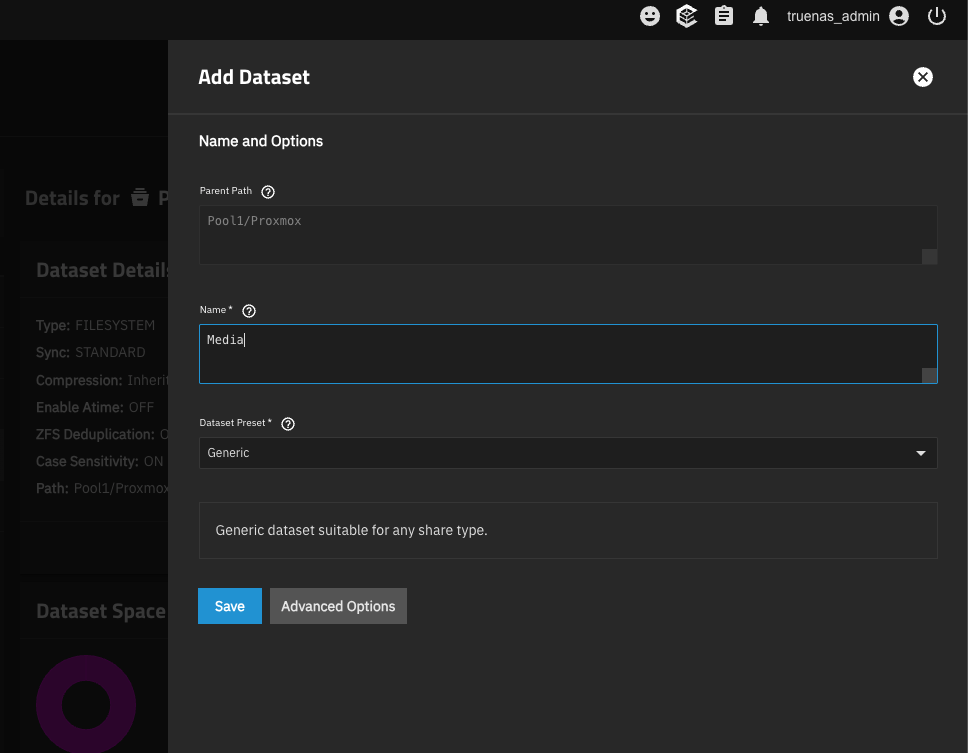 truenas_admin
Add Dataset
Name and Options
Parent Path
Pool1/Proxmox
Name *
Media
Dataset Preset *
Generic
Generic dataset suitable for any share type.
Save Advanced Options
Details for P
Dataset Details
Type: FILESYSTEM
Sync: STANDARD
Compression: Inherit
Enable Atime: OFF
ZFS Deduplication: O
Case Sensitivity: ON
Path: Pool1/Proxmox
Dataset Space